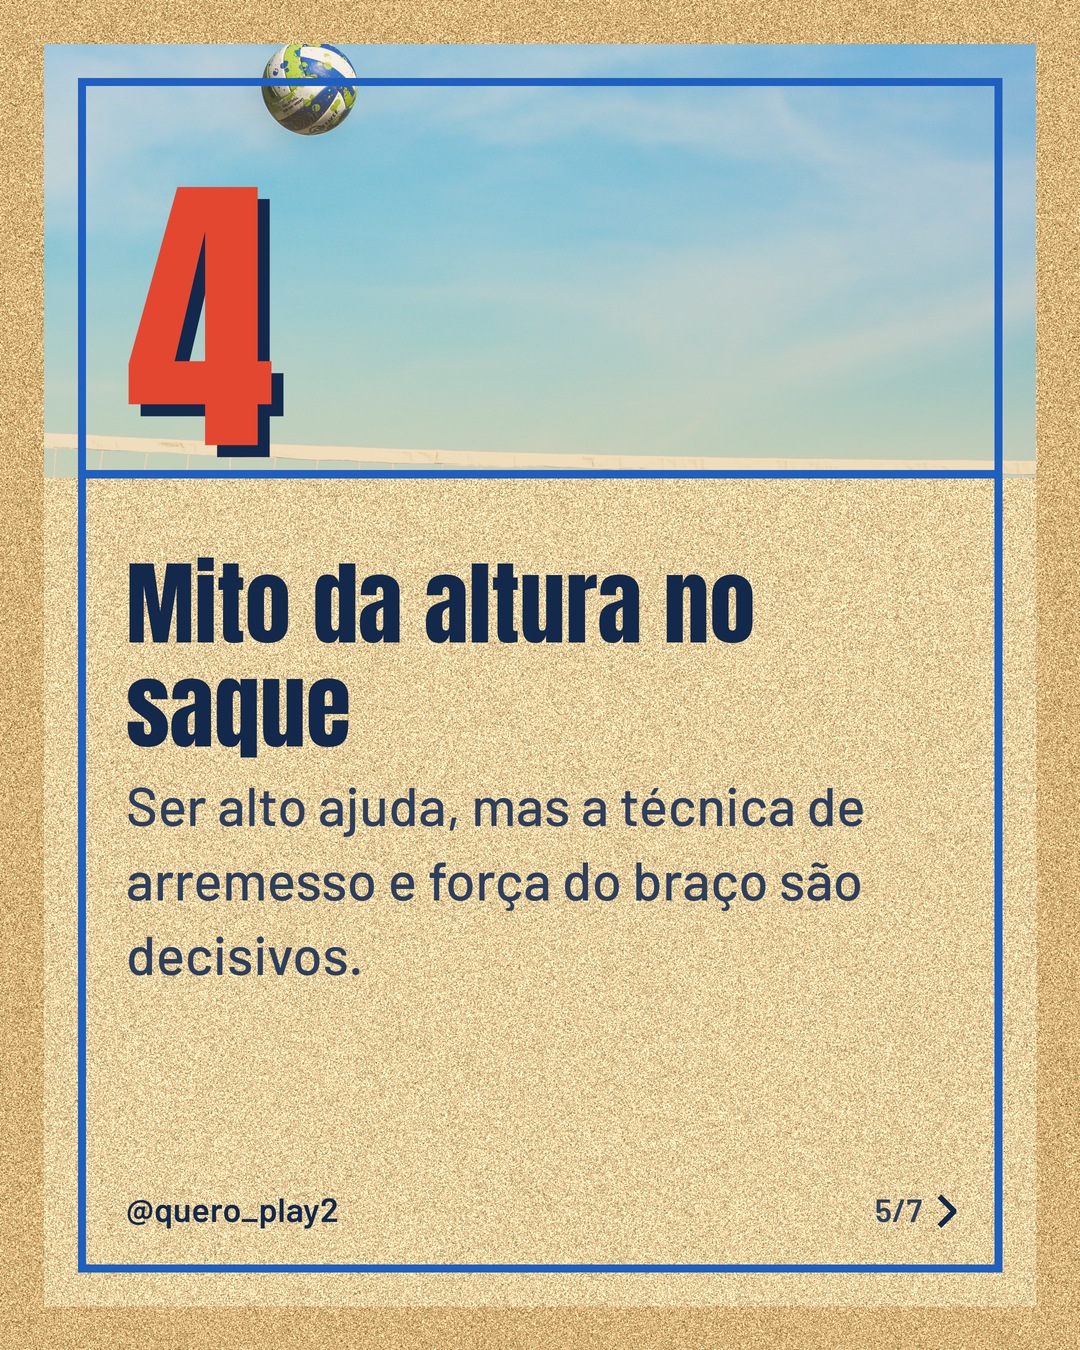 4
Mito da altura no
saque
Ser alto ajuda, mas a técnica de
arremesso e força do braço são
decisivos.
@quero_play2
5/7